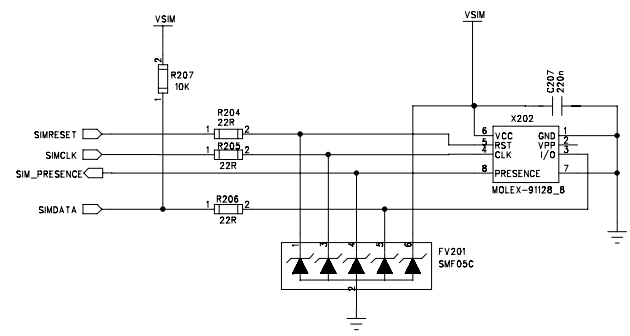 VSIM
VSIM
2
R207
10K
1
C207
220n
X202
R204
22R
SIMRESET
1
2
6
VCC
GND
1
5
RST
VPP
2
R205
SIMCLK
1
2
4
CLK
I/O
3
22R
SIM_PRESENCE
8
PRESENCE
7
R206
MOLEX-91128_8
SIMDATA
1
2
22R
1
3
4
5
6
FV201
SMF05C
2